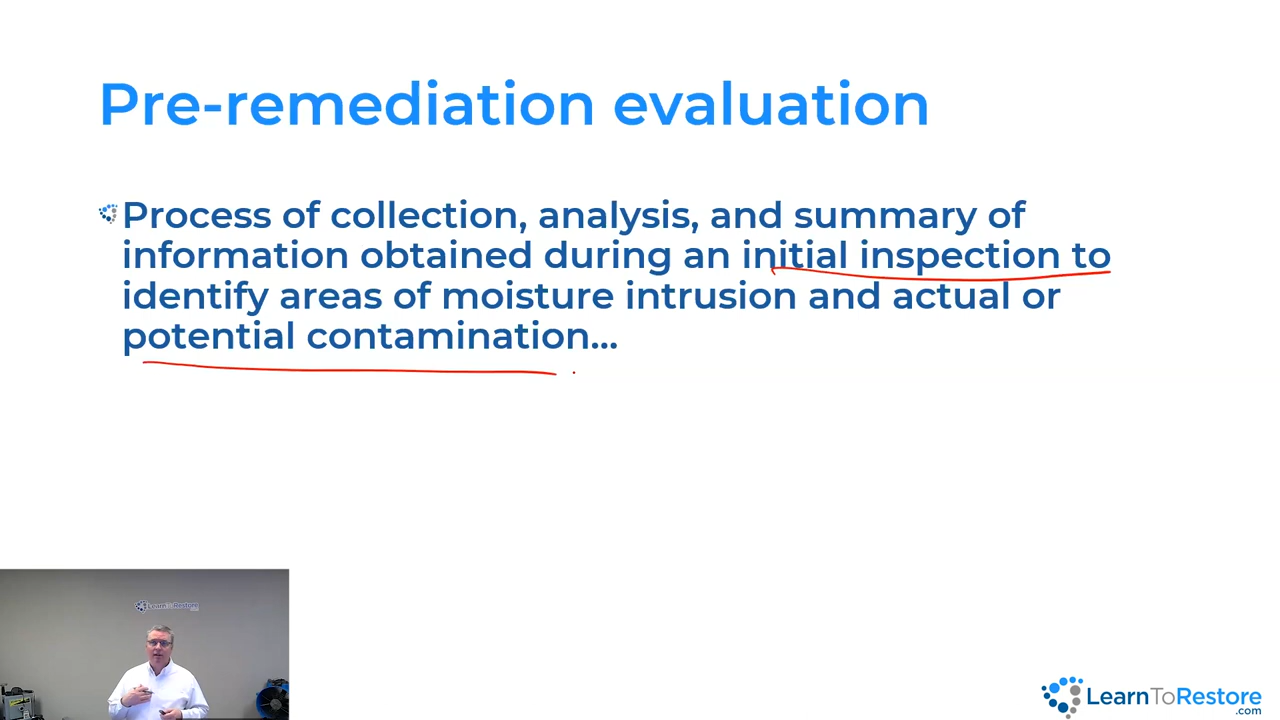 Pre-remediation evaluation
Process of collection, analysis, and summary of
information obtained during an initial inspection to
identify areas of moisture intrusion and actual or
potential contamination...
LearnToRestore
LearnToRestore
.com